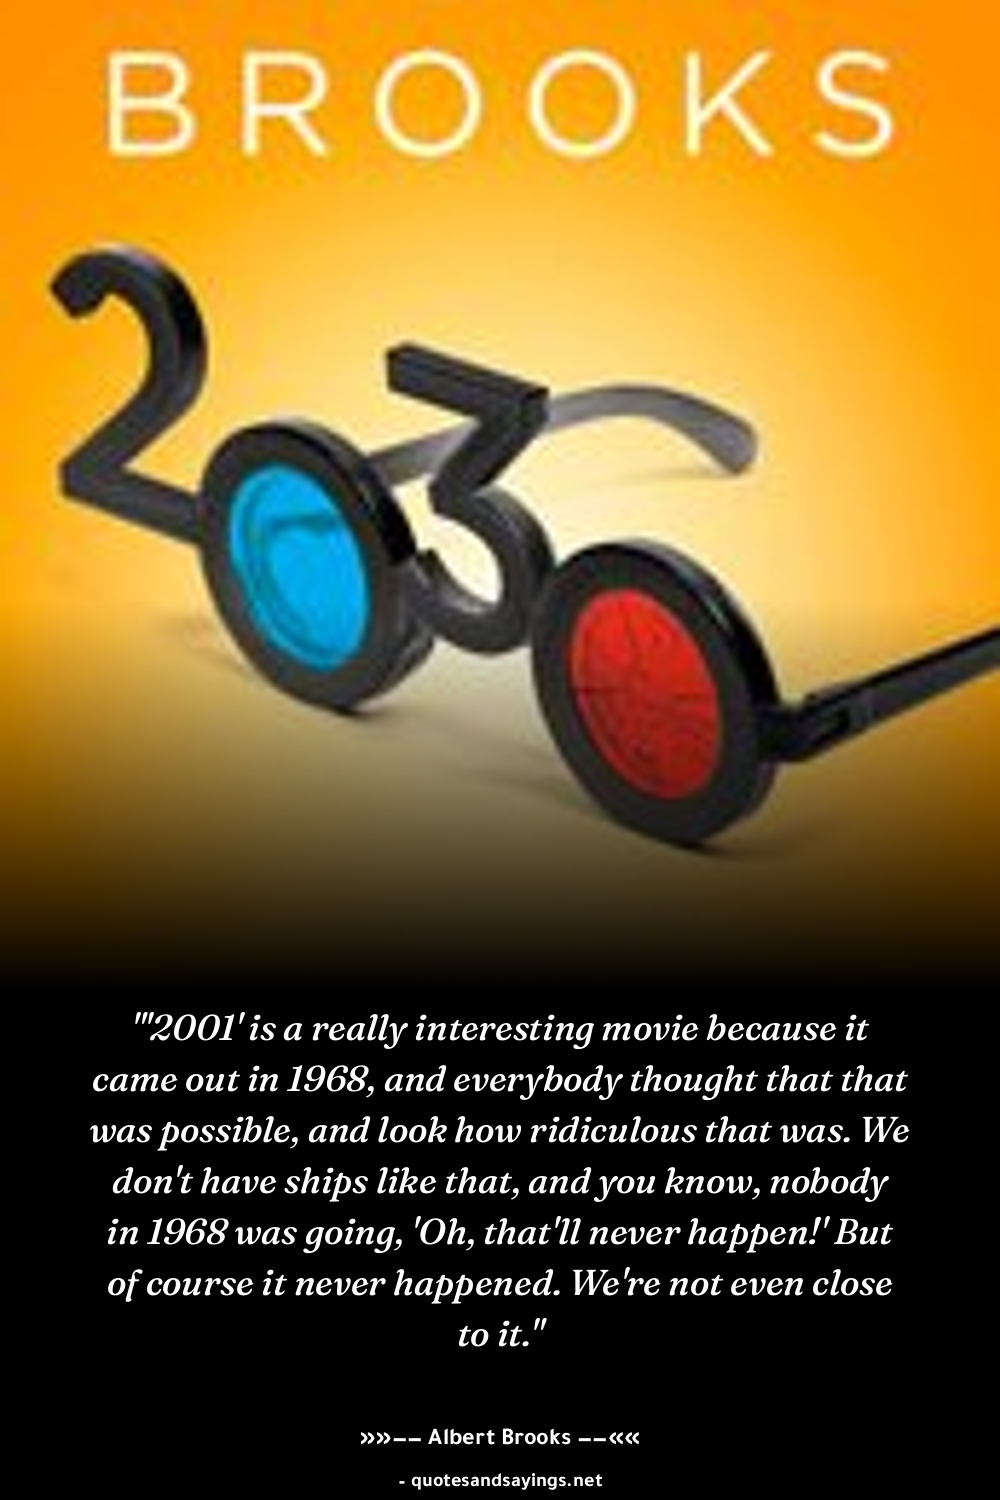 BROOKS
2030
"'2001' is a really interesting movie because it
came out in 1968, and everybody thought that that
was possible, and look how ridiculous that was. We
don't have ships like that, and you know, nobody
in 1968 was going, 'Oh, that'll never happen!' But
of course it never happened. We're not even close
to it."
»»–– Albert Brooks ––««
- quotesandsayings.net